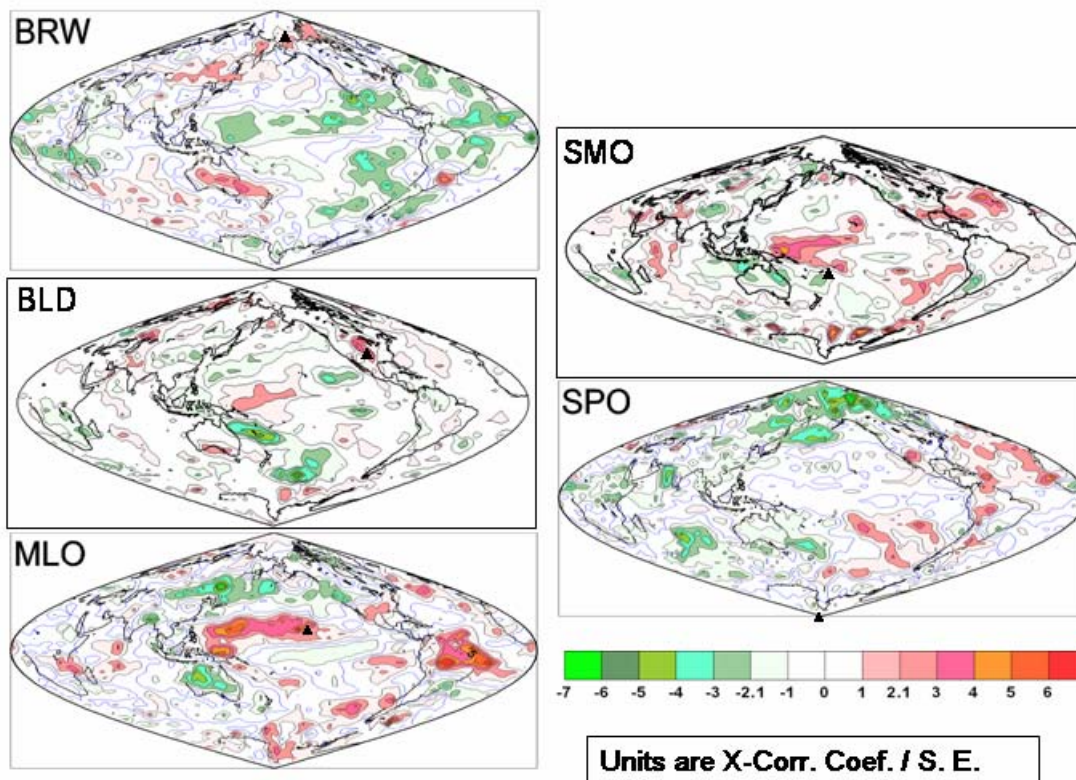 BRW
SMO
BLD
SPO
MLO
-7 -6 -5 -4 -3 -2.1 -1 0 1 2.1 3 4 5 6
Units are X-Corr. Coef. / S. E.